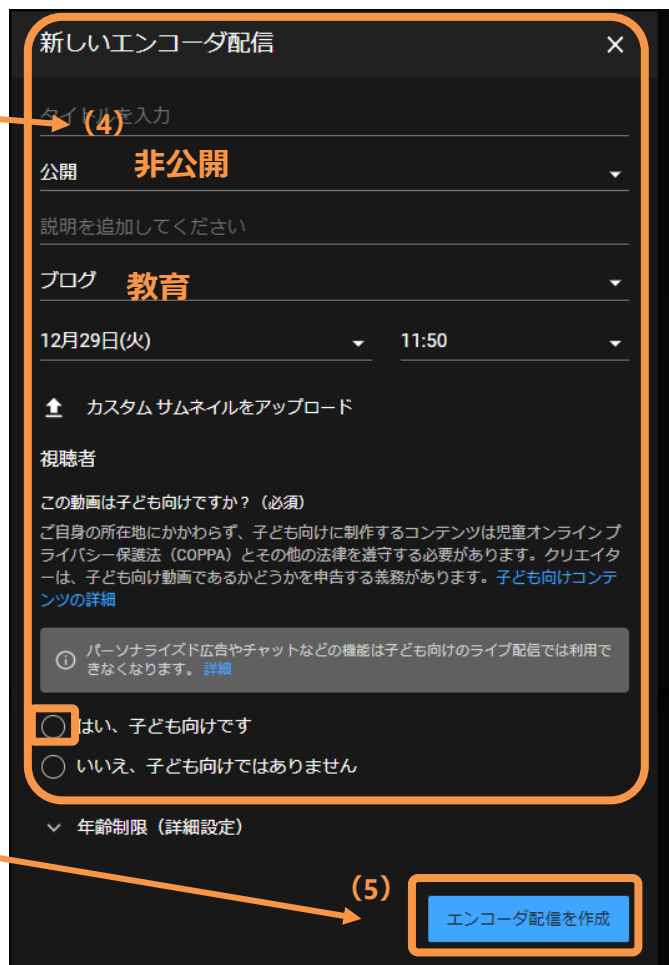 新しいエンコーダ配信
タイトルを入力
(4)
公開
非公開
説明を追加してください
ブログ
教育
12月29日(火)
11:50
カスタム サムネイルをアップロード
視聴者
この動画は子ども向けですか？（必須）
ご自身の所在地にかかわらず、子ども向けに制作するコンテンツは児童オンライン プ
ライバシー保護法（COPPA）とその他の法律を遵守する必要があります。クリエイタ
ーは、子ども向け動画であるかどうかを申告する義務があります。子ども向けコンテ
ンツの詳細
パーソナライズド広告やチャットなどの機能は子ども向けのライブ配信では利用で
きなくなります。 詳細
はい、子ども向けです
いいえ、子ども向けではありません
年齢制限（詳細設定）
(5)
エンコーダ配信を作成